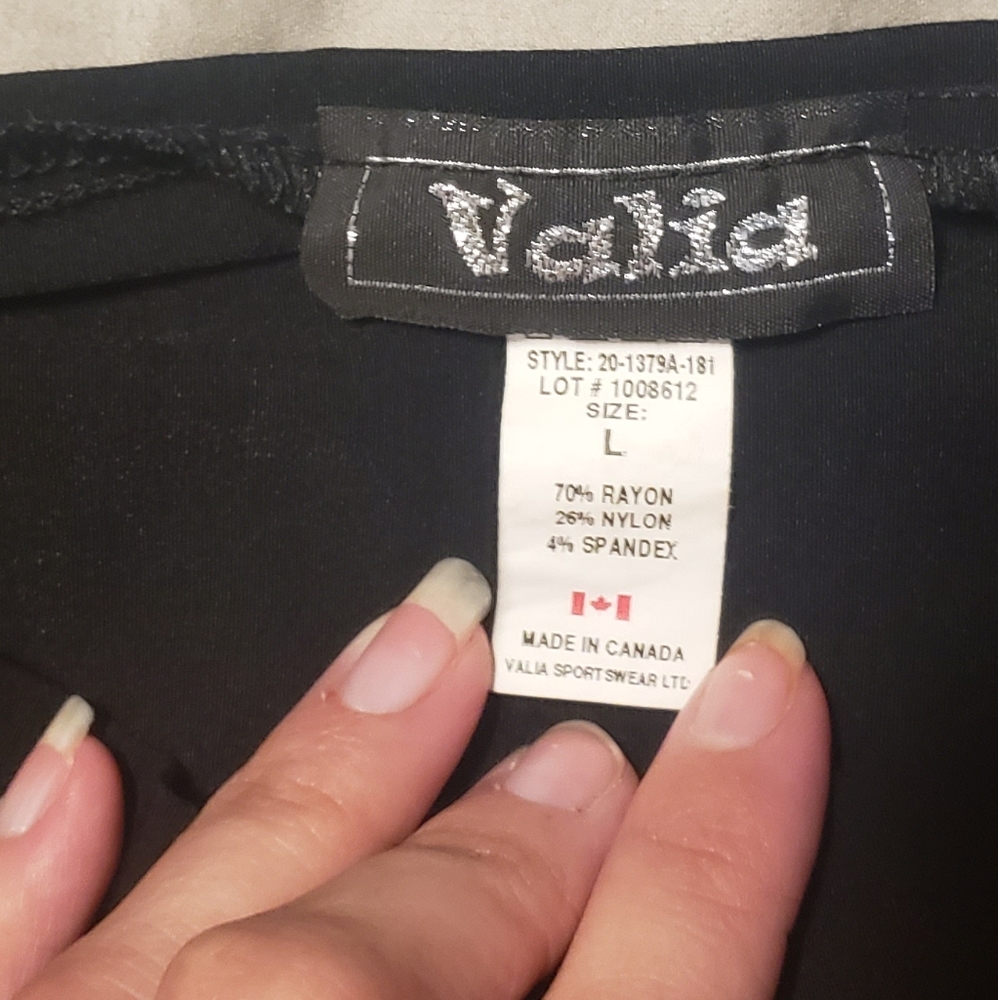 Valia
STYLE: 20-1379A-181
LOT # 1008612
SIZE:
L
70% RAYON
26% NYLON
4% SPANDEX
MADE IN CANADA
VALIA SPORTSWEAR LTD